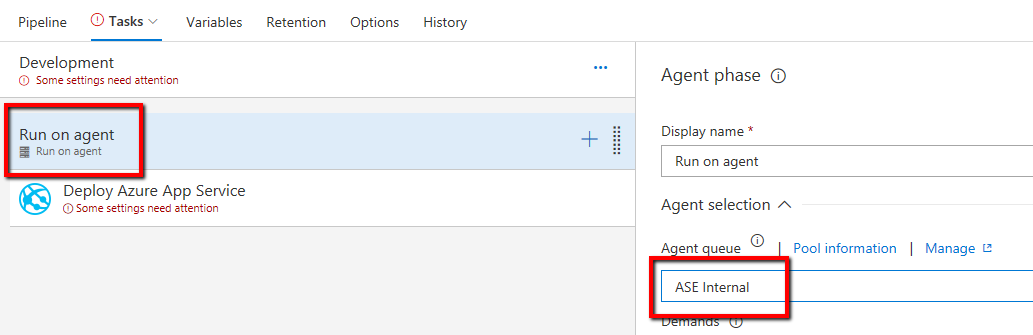 Pipeline Tasks Variables Retention Options History
Development
Some settings need attention
...
Run on agent
Run on agent
Deploy Azure App Service
Some settings need attention
Agent phase
Display name *
Run on agent
Agent selection
Agent queue | Pool information | Manage
ASE Internal
Demands